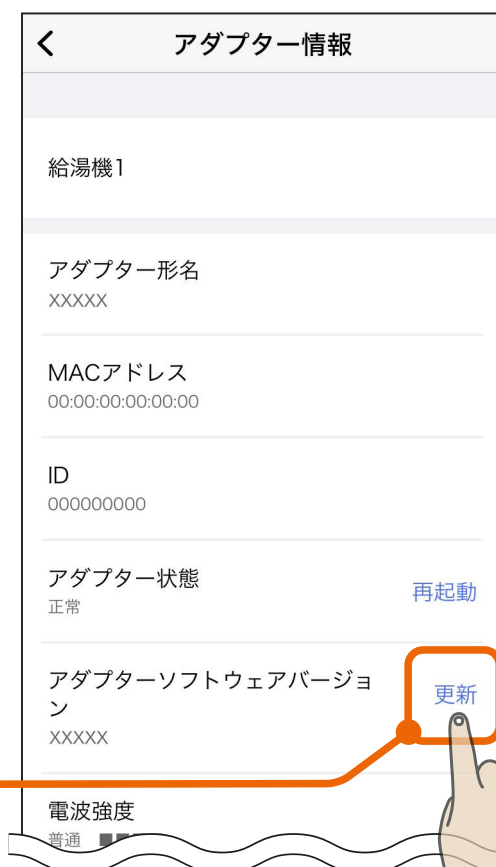 アダプター情報
給湯機1
アダプター形名
XXXXX
MACアドレス
00:00:00:00:00:00
ID
000000000
アダプター状態
正常
再起動
アダプターソフトウェアバージョ
ン
更新
XXXXX
電波強度
普通